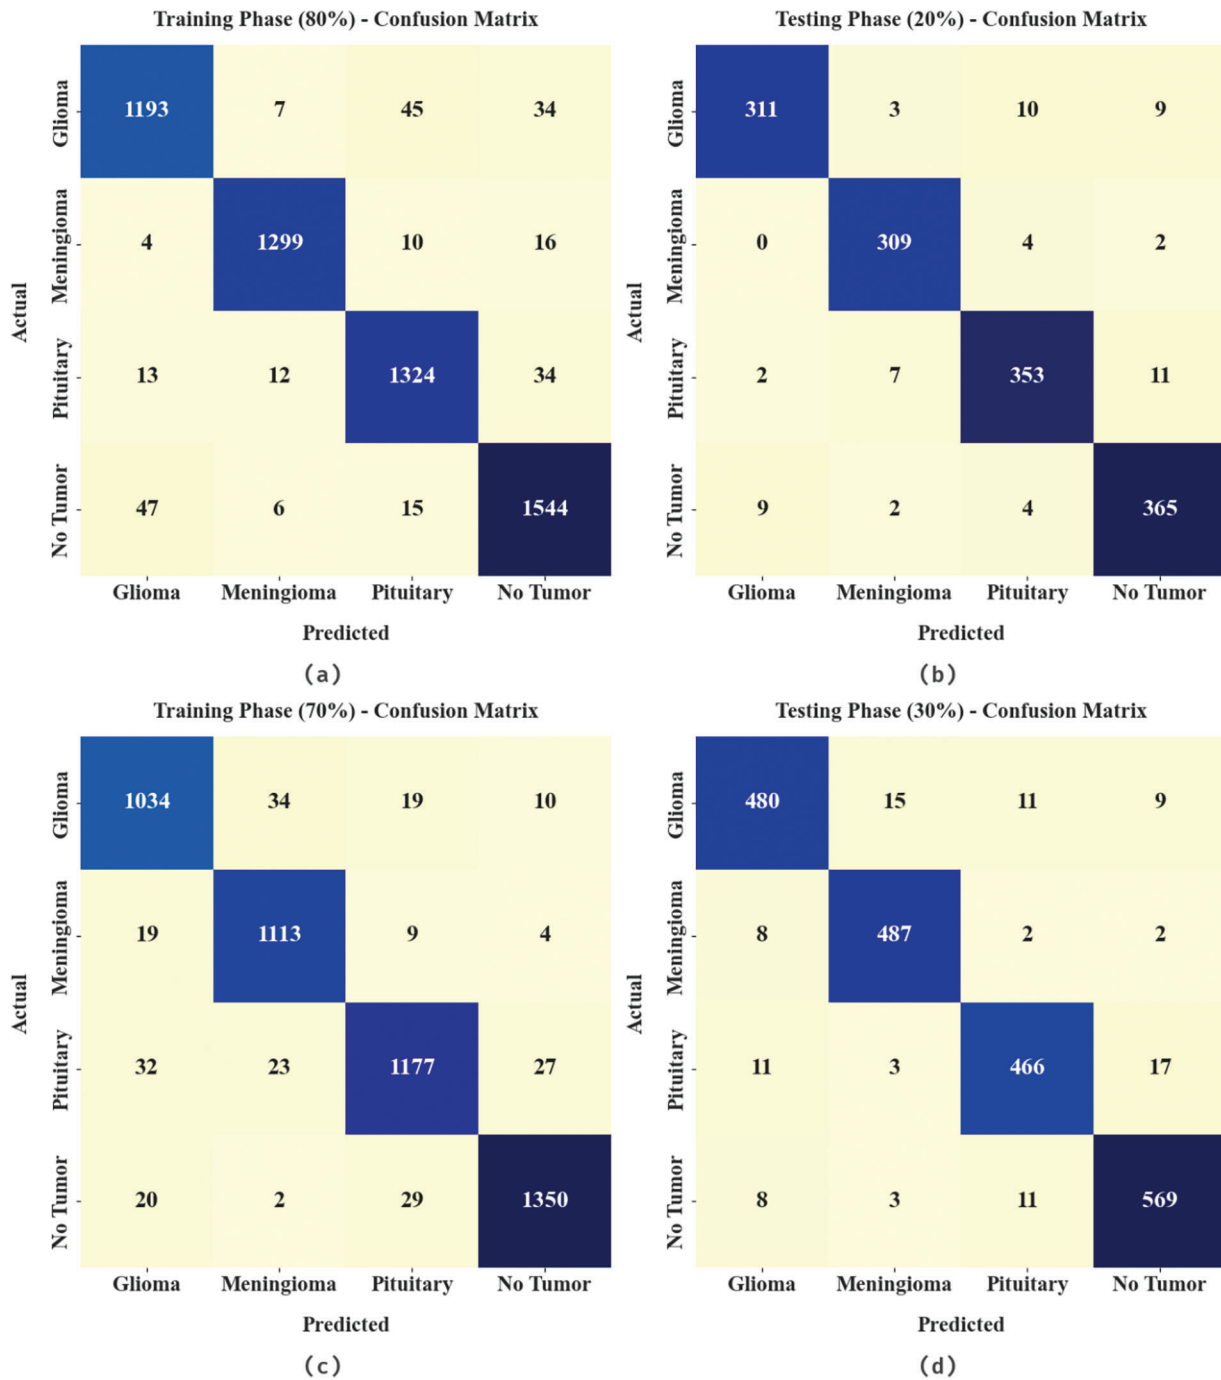 Training Phase (80%) - Confusion Matrix
Actual
Glioma 1193 7 45 34
Meningioma 4 1299 10 16
Pituitary 13 12 1324 34
No Tumor 47 6 15 1544
Glioma Meningioma Pituitary No Tumor
Predicted
(a)
Testing Phase (20%) - Confusion Matrix
Actual
Glioma 311 3 10 9
Meningioma 0 309 4 2
Pituitary 2 7 353 11
No Tumor 9 2 4 365
Glioma Meningioma Pituitary No Tumor
Predicted
(b)
Training Phase (70%) - Confusion Matrix
Actual
Glioma 1034 34 19 10
Meningioma 19 1113 9 4
Pituitary 32 23 1177 27
No Tumor 20 2 29 1350
Glioma Meningioma Pituitary No Tumor
Predicted
(c)
Testing Phase (30%) - Confusion Matrix
Actual
Glioma 480 15 11 9
Meningioma 8 487 2 2
Pituitary 11 3 466 17
No Tumor 8 3 11 569
Glioma Meningioma Pituitary No Tumor
Predicted
(d)